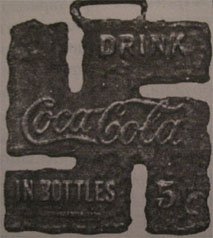 DRINK
Coca-Cola
IN BOTTLES 5¢